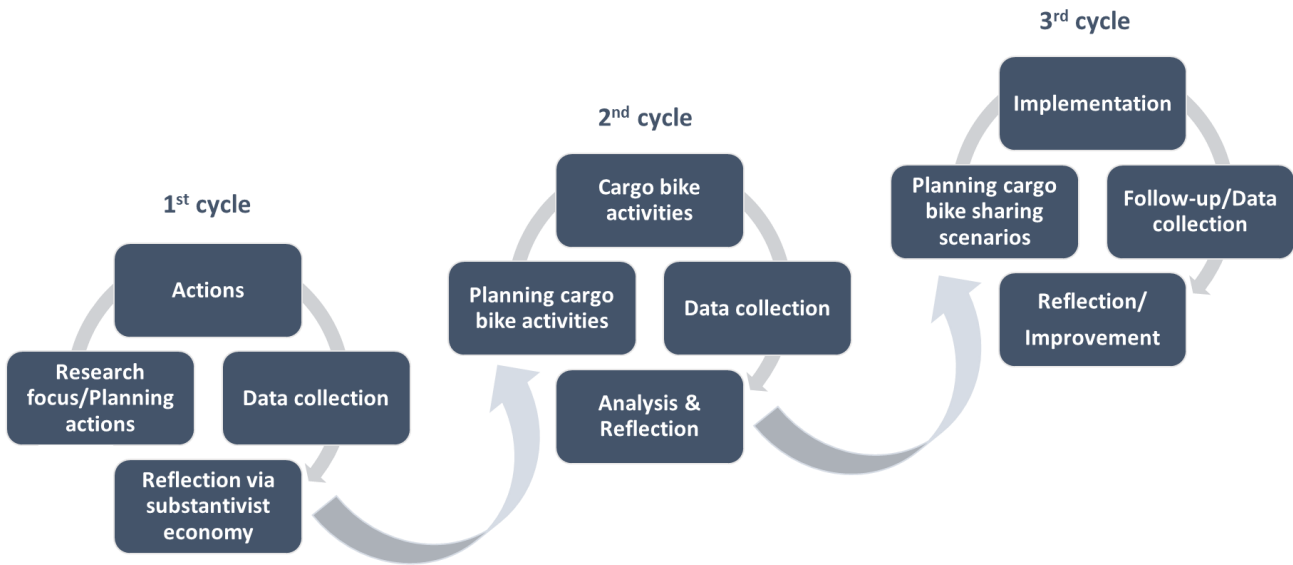 1st cycle
Actions
Research
focus/Planning
actions
Data collection
Reflection via
substantivist
economy
2nd cycle
Cargo bike
activities
Planning cargo
bike activities
Data collection
Analysis &
Reflection
3rd cycle
Implementation
Planning cargo
bike sharing
scenarios
Follow-up/Data
collection
Reflection/
Improvement